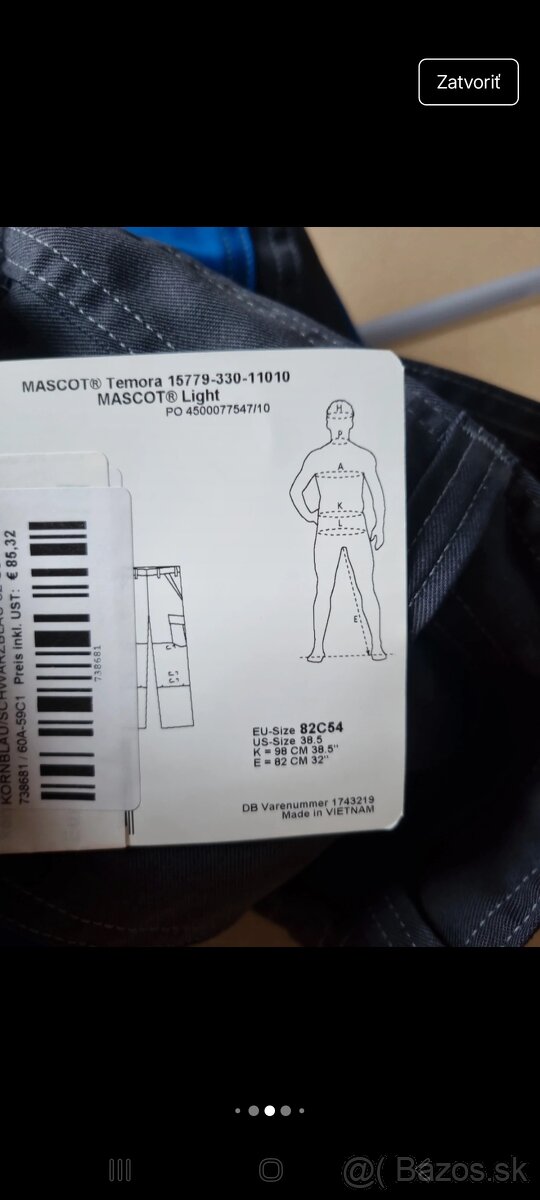 Zatvoriť
MASCOT® Temora 15779-330-11010
MASCOT® Light
PO 4500077547/10
H
P
A
K
L
E
KORNBLAU/SCHWARZBLAU
738681 / 60A-59C1 Preis inkl. UST: € 85,32
738681
EU-Size 82C54
US-Size 38.5
K = 98 CM 38.5"
E = 82 CM 32"
DB Varenummer 1743219
Made in VIETNAM
@( Bazos.sk